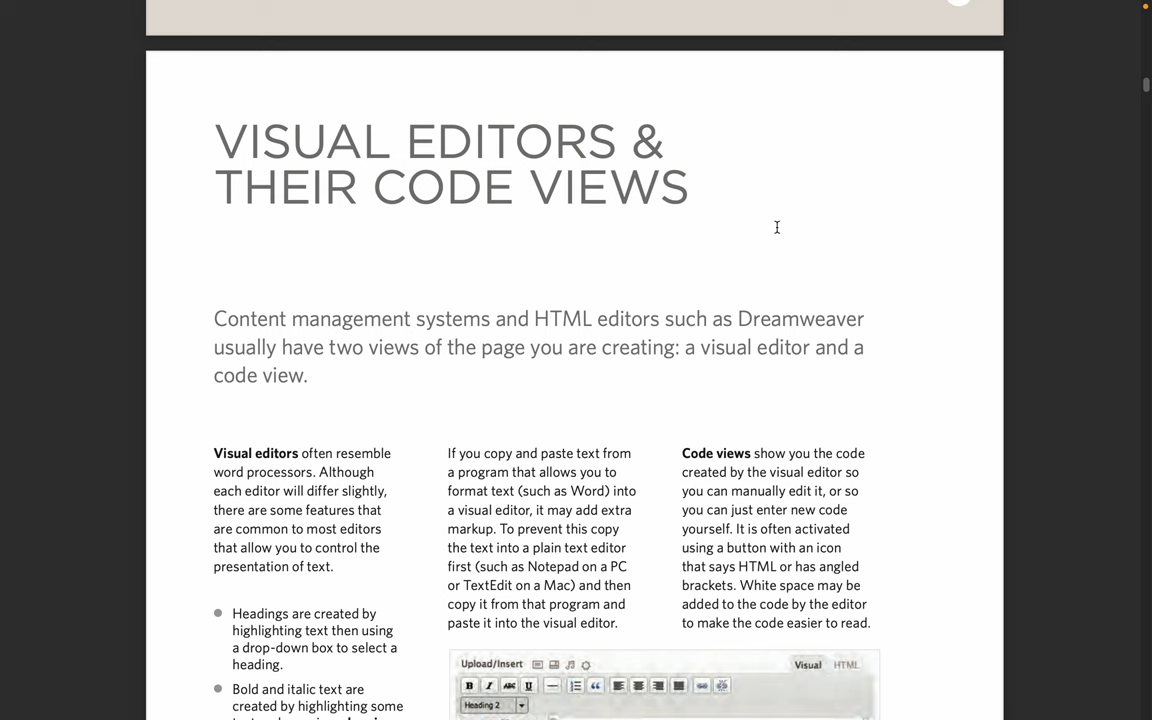 VISUAL EDITORS &
THEIR CODE VIEWS
Content management systems and HTML editors such as Dreamweaver
usually have two views of the page you are creating: a visual editor and a
code view.
Visual editors often resemble
word processors. Although
each editor will differ slightly,
there are some features that
are common to most editors
that allow you to control the
presentation of text.
Headings are created by
highlighting text then using
a drop-down box to select a
heading.
Bold and italic text are
created by highlighting some
If you copy and paste text from
a program that allows you to
format text (such as Word) into
a visual editor, it may add extra
markup. To prevent this copy
the text into a plain text editor
first (such as Notepad on a PC
or TextEdit on a Mac) and then
copy it from that program and
paste it into the visual editor.
Code views show you the code
created by the visual editor so
you can manually edit it, or so
you can just enter new code
yourself. It is often activated
using a button with an icon
that says HTML or has angled
brackets. White space may be
added to the code by the editor
to make the code easier to read.
Upload/Insert Visual HTML
B I ABC U
Heading 2